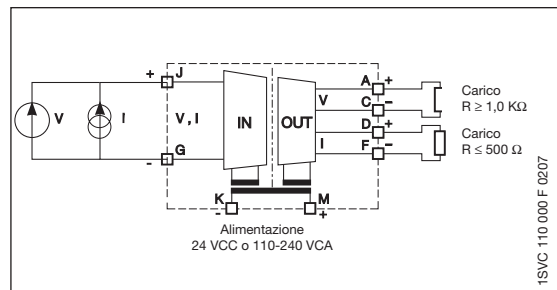 + J
A +
V
C −
Carico
R ≥ 1,0 KΩ
V
I
V , I
IN
OUT
D +
I
F −
Carico
R ≤ 500 Ω
- G
K
-
M
+
Alimentazione
24 VCC o 110-240 VCA
1SVC 110 000 F 0207